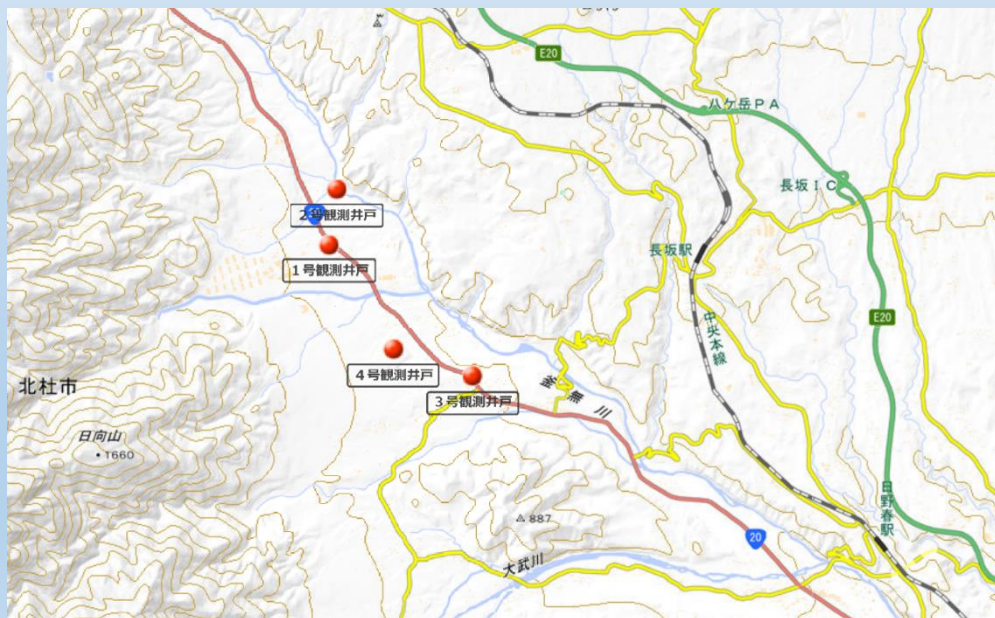 E20
八ケ岳PA
長坂IC
2号観測井戸
1号観測井戸
長坂駅
E20
中央本線
4号観測井戸
3号観測井戸
釜無川
北杜市
日向山
1660
887
大武川
20
日野春駅